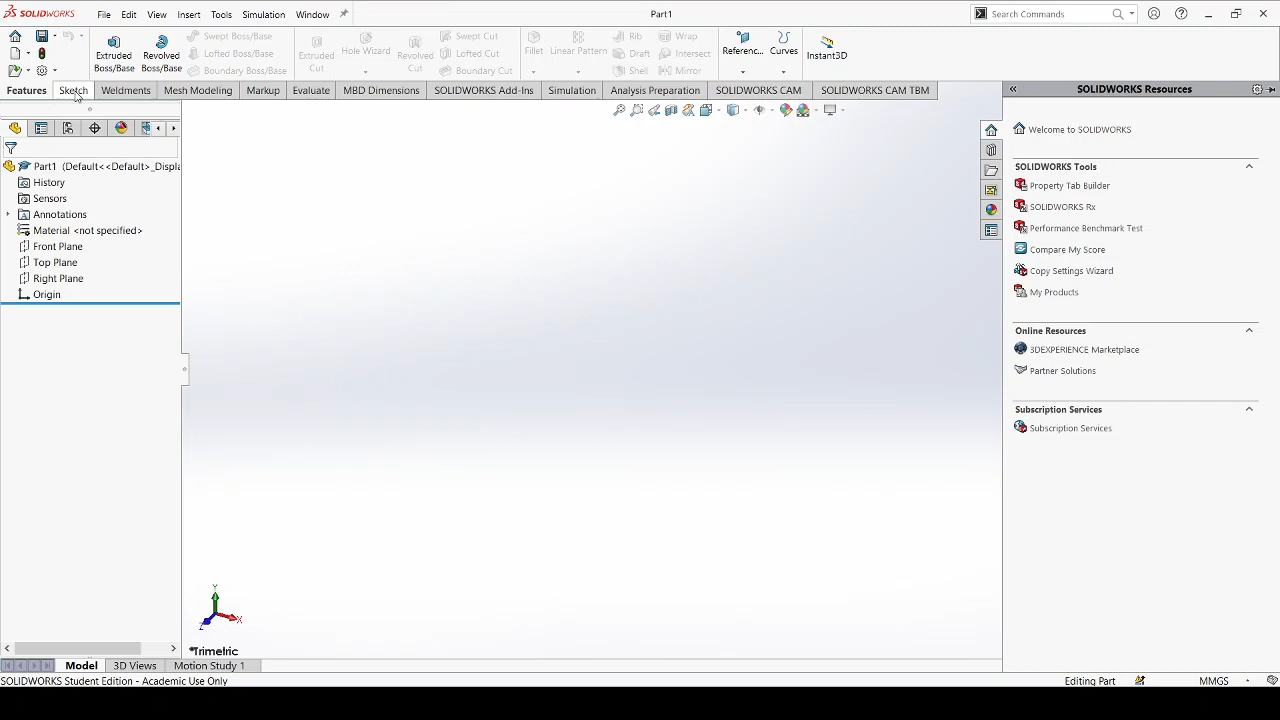 SOLIDWORKS File Edit View Insert Tools Simulation Window Part1 Search Commands
Extruded Boss/Base
Revolved Boss/Base
Swept Boss/Base
Lofted Boss/Base
Boundary Boss/Base
Extruded Cut
Hole Wizard
Revolved Cut
Swept Cut
Lofted Cut
Boundary Cut
Fillet
Linear Pattern
Rib
Draft
Shell
Wrap
Intersect
Mirror
Referenc...
Curves
Instant3D
Features Sketch Weldments Mesh Modeling Markup Evaluate MBD Dimensions SOLIDWORKS Add-Ins Simulation Analysis Preparation SOLIDWORKS CAM SOLIDWORKS CAM TBM
Part1 (Default<<Default>_Displa
History
Sensors
Annotations
Material <not specified>
Front Plane
Top Plane
Right Plane
Origin
Y
X
Z
*Trimetric
SOLIDWORKS Resources
Welcome to SOLIDWORKS
SOLIDWORKS Tools
Property Tab Builder
SOLIDWORKS Rx
Performance Benchmark Test
Compare My Score
Copy Settings Wizard
My Products
Online Resources
3DEXPERIENCE Marketplace
Partner Solutions
Subscription Services
Subscription Services
Model 3D Views Motion Study 1
SOLIDWORKS Student Edition - Academic Use Only Editing Part MMGS